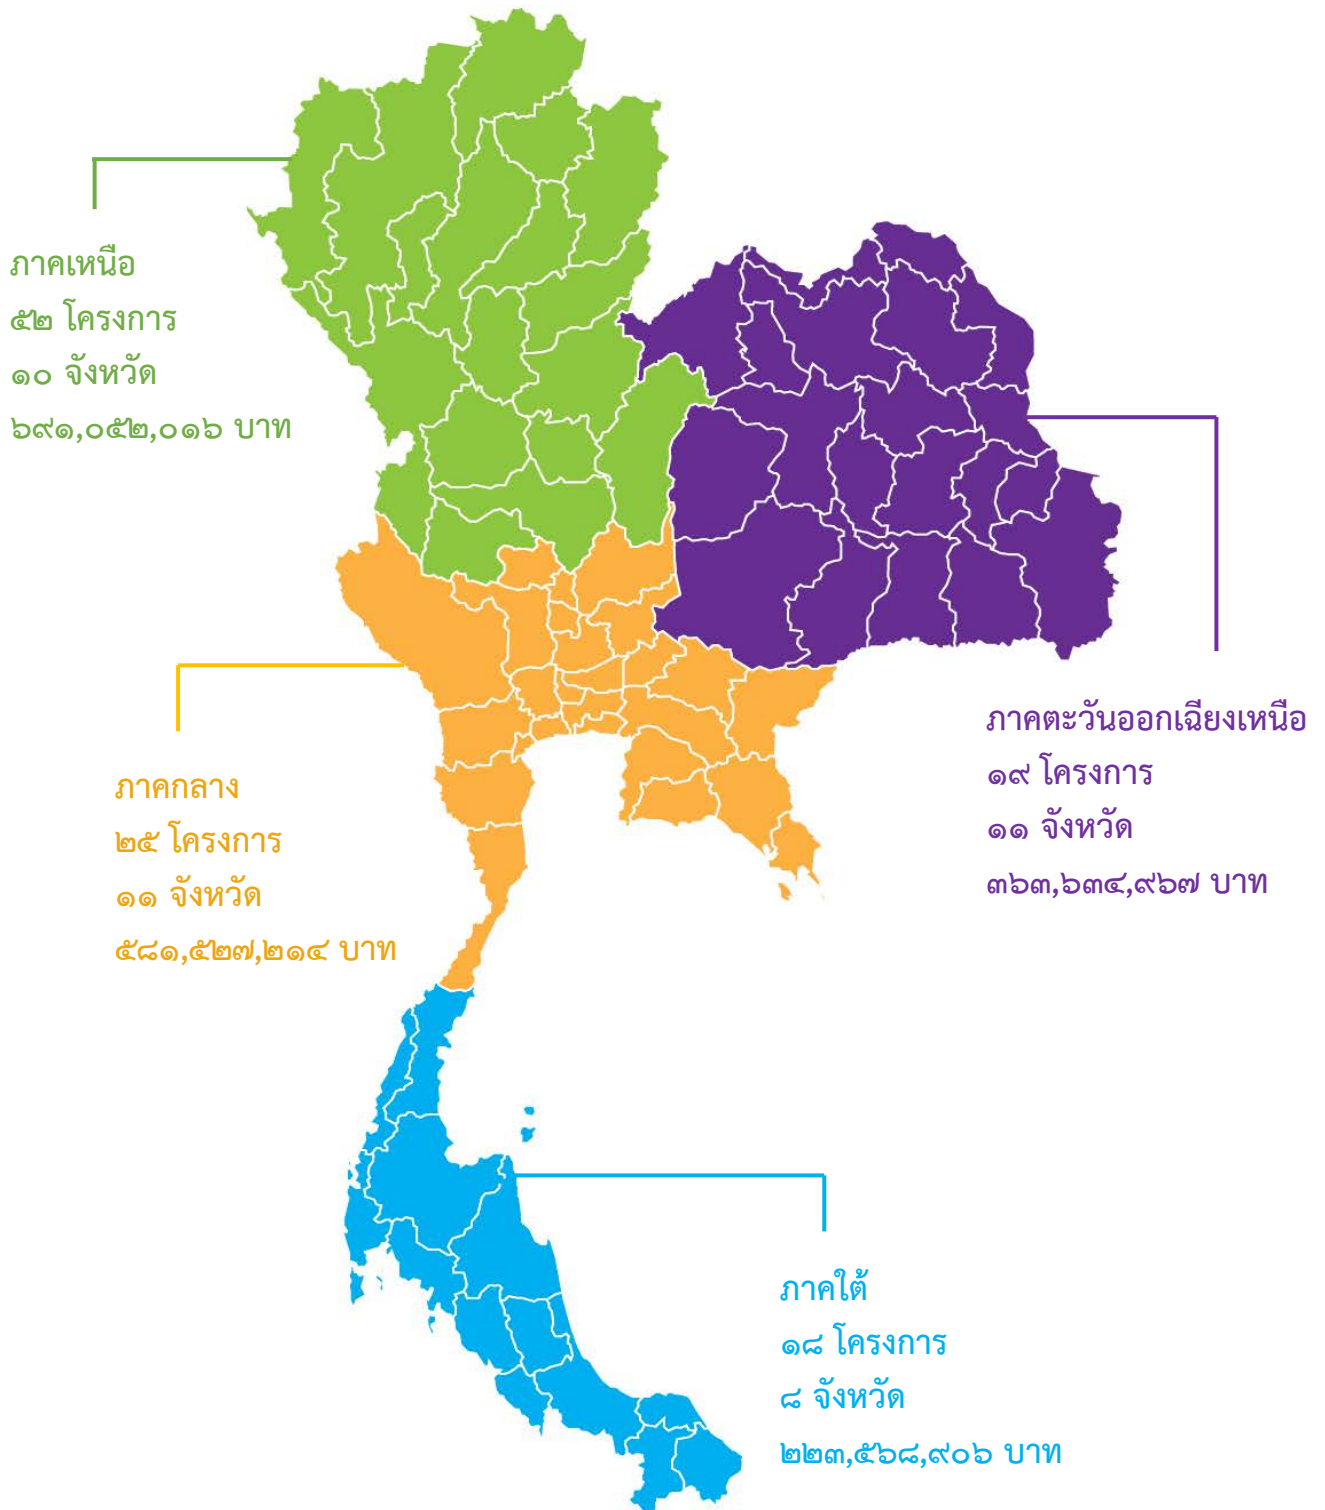 ภาคเหนือ
๕๒ โครงการ
๑๐ จังหวัด
๖๙๑,๐๕๒,๐๑๖ บาท
ภาคตะวันออกเฉียงเหนือ
๑๙ โครงการ
๑๑ จังหวัด
๓๖๓,๖๓๔,๙๖๗ บาท
ภาคกลาง
๒๕ โครงการ
๑๑ จังหวัด
๕๘๑,๕๒๗,๒๑๔ บาท
ภาคใต้
๑๘ โครงการ
๘ จังหวัด
๒๒๓,๕๖๘,๙๐๖ บาท